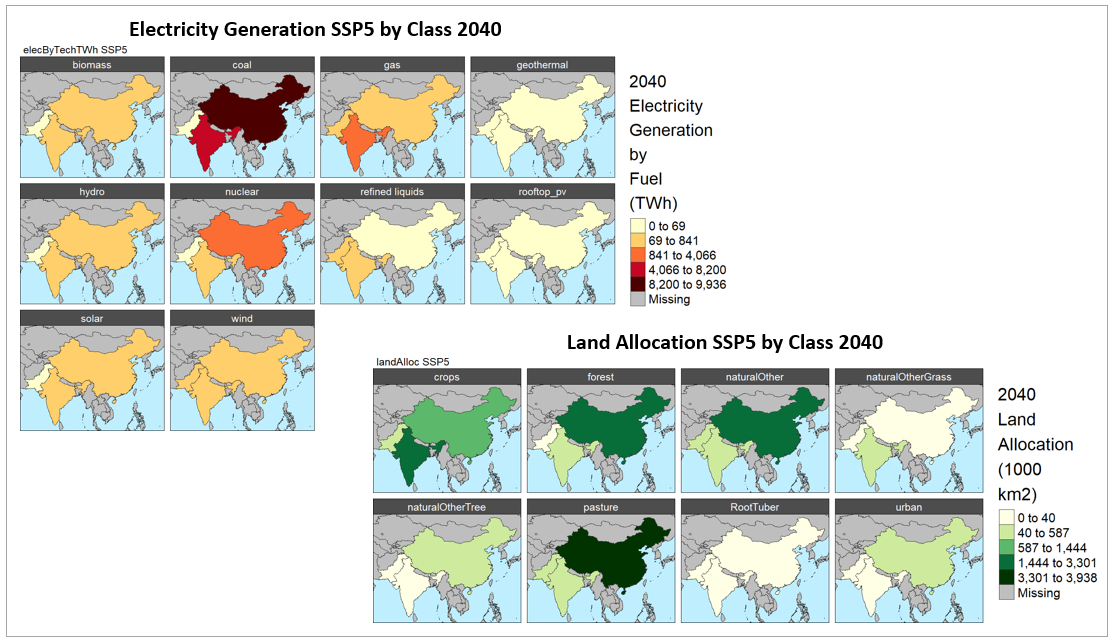 Electricity Generation SSP5 by Class 2040
elecByTechTWh SSP5
biomass
coal
gas
geothermal
hydro
nuclear
refined liquids
rooftop_pv
solar
wind
2040
Electricity
Generation
by
Fuel
(TWh)
0 to 69
69 to 841
841 to 4,066
4,066 to 8,200
8,200 to 9,936
Missing
Land Allocation SSP5 by Class 2040
landAlloc SSP5
crops
forest
naturalOther
naturalOtherGrass
naturalOtherTree
pasture
RootTuber
urban
2040
Land
Allocation
(1000
km2)
0 to 40
40 to 587
587 to 1,444
1,444 to 3,301
3,301 to 3,938
Missing